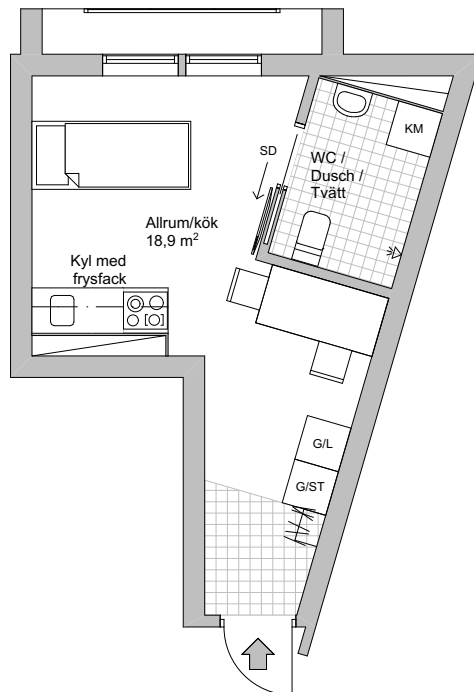 KM
SD
WC /
Dusch /
Tvätt
Allrum/kök
18,9 m²
Kyl med
frysfack
G/L
G/ST